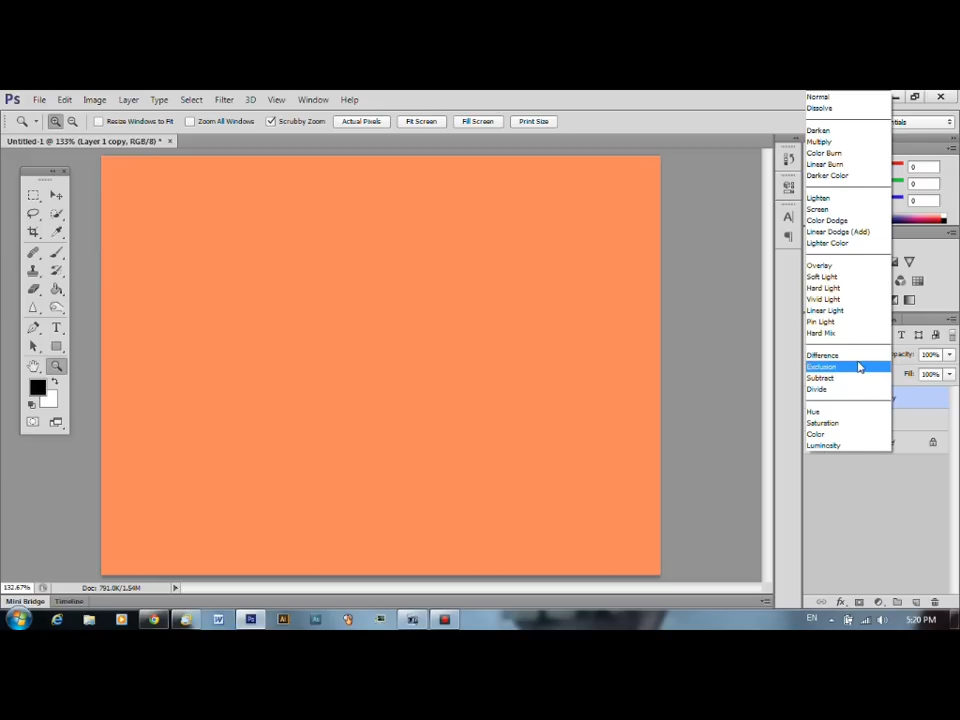 Ps File Edit Image Layer Type Select Filter 3D View Window Help
Resize Windows to Fit All Windows Scrubby Zoom Actual Pixels Fit Screen Fill Screen Print Size
Untitled-1 @ 133% (Layer 1 copy, RGB/8) * ×
Normal
Dissolve
Darken
Multiply
Color Burn
Linear Burn
Darker Color
Lighten
Screen
Color Dodge
Linear Dodge (Add)
Lighter Color
Overlay
Soft Light
Hard Light
Vivid Light
Linear Light
Pin Light
Hard Mix
Difference
Exclusion
Subtract
Divide
Hue
Saturation
Color
Luminosity
0
0
0
100%
Fill: 100%
132.67% Doc: 791.0K/1.54M
Mini Bridge Timeline
EN 5:20 PM